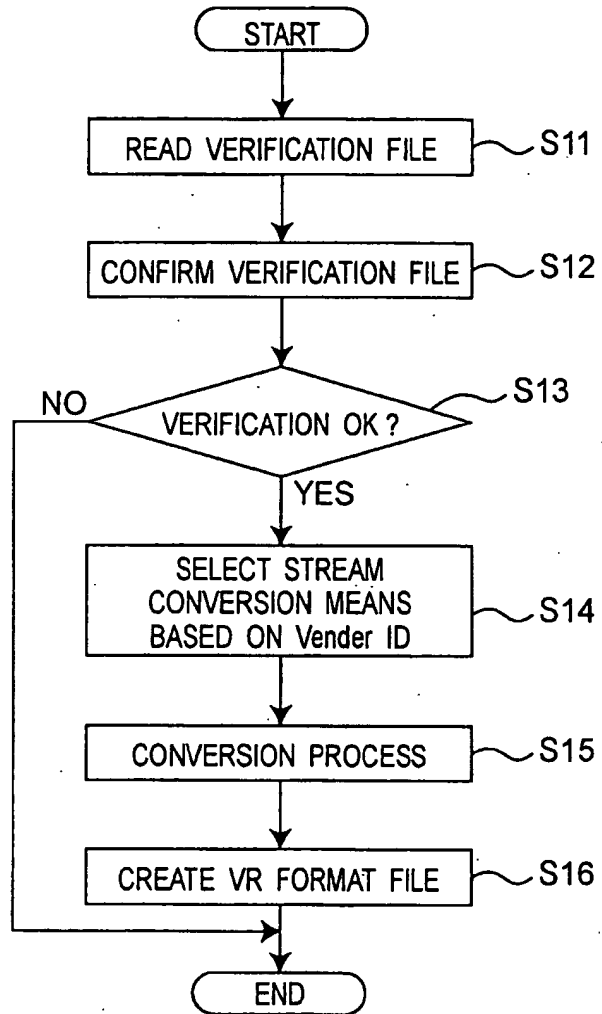 START
READ VERIFICATION FILE
S11
CONFIRM VERIFICATION FILE
S12
S13
NO
VERIFICATION OK?
YES
SELECT STREAM
CONVERSION MEANS
BASED ON Vender ID
S14
CONVERSION PROCESS
S15
CREATE VR FORMAT FILE
S16
END